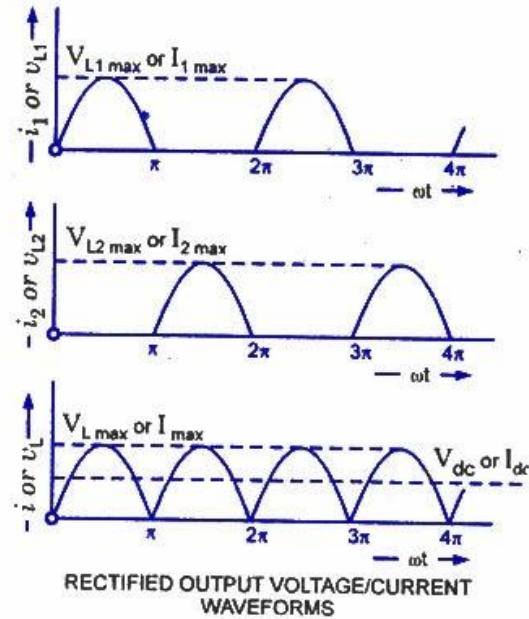 V_L1 max or I_1 max
- i_1 or v_L1
π 2π 3π 4π
ωt
V_L2 max or I_2 max
- i_2 or v_L2
π 2π 3π 4π
ωt
V_L max or I_max
V_dc or I_dc
- i or v_L
π 2π 3π 4π
ωt
RECTIFIED OUTPUT VOLTAGE/CURRENT
WAVEFORMS